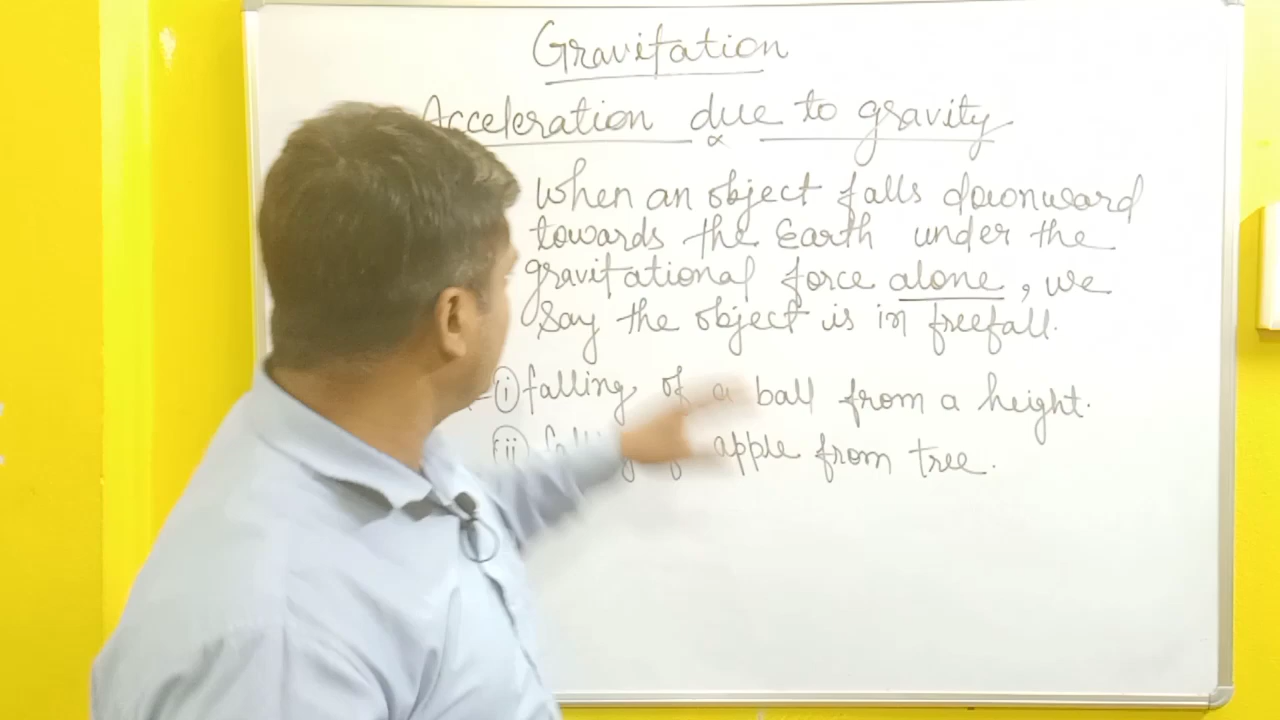 Gravitation
Acceleration due to gravity
∝
When an object falls downward
towards the Earth under the
gravitational force alone, we
say the object is in freefall.
(i) falling of a ball from a height.
(ii) apple from tree.